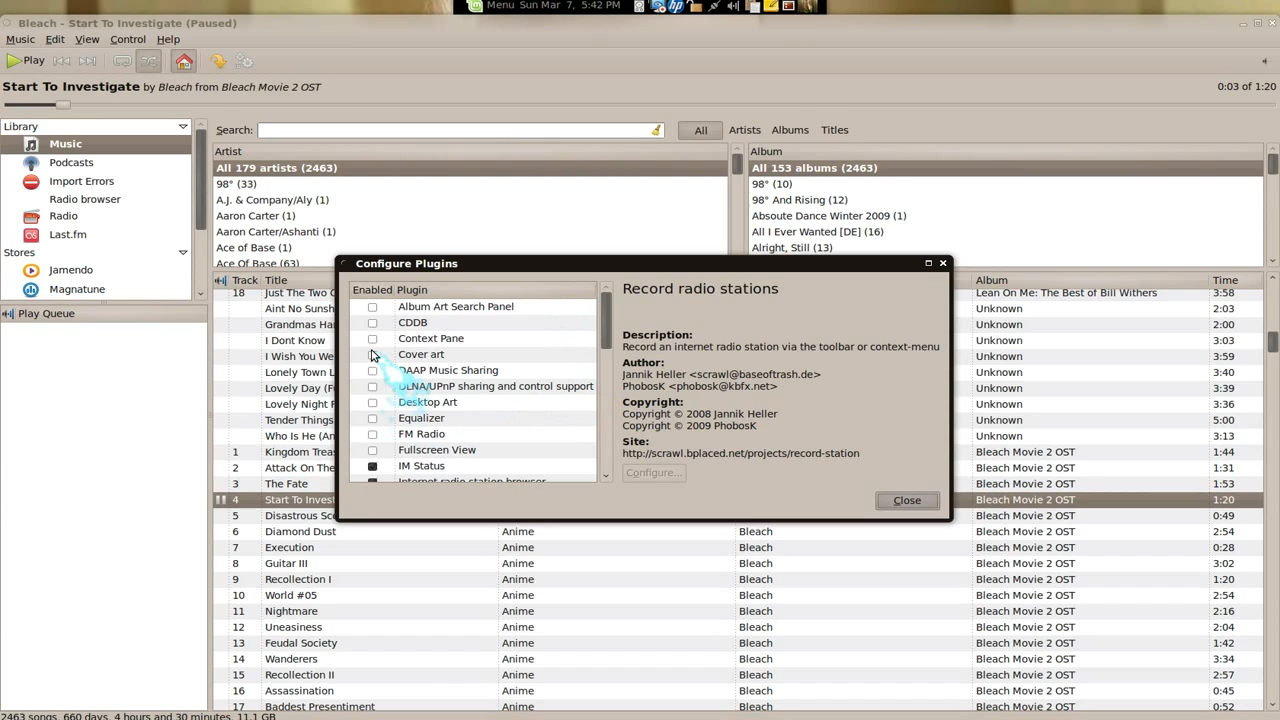 Menu Sun Mar 7, 5:42 PM
Bleach - Start To Investigate (Paused)
Music Edit View Control Help
Play
Start To Investigate by Bleach from Bleach Movie 2 OST 0:03 of 1:20
Library
Music
Podcasts
Import Errors
Radio browser
Radio
Last.fm
Stores
Jamendo
Magnatune
Play Queue
Search: All Artists Albums Titles
Artist
All 179 artists (2463)
98° (33)
A.J. & Company/Aly (1)
Aaron Carter (1)
Aaron Carter/Ashanti (1)
Ace of Base (1)
Ace Of Base (63)
Album
All 153 albums (2463)
98° (10)
98° And Rising (12)
Absoute Dance Winter 2009 (1)
All I Ever Wanted [DE] (16)
Alright, Still (13)
Track Title Album Time
18 Just The Two Lean On Me: The Best of Bill Withers 3:58
Aint No Sunsh Unknown 2:09
Grandmas Ha Unknown 2:00
I Dont Know Unknown 3:03
I Wish You We Unknown 3:59
Lonely Town L Unknown 3:40
Lovely Day (F Unknown 4:15
Lovely Night F Unknown 3:36
Tender Things Unknown 5:00
Who Is He (An Unknown 3:13
1 Kingdom Treas Bleach Movie 2 OST 1:44
2 Attack On The Bleach Movie 2 OST 1:31
3 The Fate Bleach Movie 2 OST 1:53
4 Start To Invest Bleach Movie 2 OST 1:20
5 Disastrous Sc Bleach Movie 2 OST 0:49
6 Diamond Dust Anime Bleach Bleach Movie 2 OST 2:54
7 Execution Anime Bleach Bleach Movie 2 OST 0:28
8 Guitar III Anime Bleach Bleach Movie 2 OST 3:02
9 Recollection I Anime Bleach Bleach Movie 2 OST 1:20
10 World #05 Anime Bleach Bleach Movie 2 OST 2:54
11 Nightmare Anime Bleach Bleach Movie 2 OST 2:16
12 Uneasiness Anime Bleach Bleach Movie 2 OST 2:04
13 Feudal Society Anime Bleach Bleach Movie 2 OST 1:42
14 Wanderers Anime Bleach Bleach Movie 2 OST 3:34
15 Recollection II Anime Bleach Bleach Movie 2 OST 2:57
16 Assassination Anime Bleach Bleach Movie 2 OST 0:45
17 Baddest Presentiment Anime Bleach Bleach Movie 2 OST 0:52
Configure Plugins
Enabled Plugin
Album Art Search Panel
CDDB
Context Pane
Cover art
DAAP Music Sharing
DLNA/UPnP sharing and control support
Desktop Art
Equalizer
FM Radio
Fullscreen View
IM Status
Internet radio station browser
Record radio stations
Description:
Record an internet radio station via the toolbar or context-menu
Author:
Jannik Heller <scrawl@baseoftrash.de>
PhobosK <phobosk@kbfx.net>
Copyright:
Copyright © 2008 Jannik Heller
Copyright © 2009 PhobosK
Site:
http://scrawl.bplaced.net/projects/record-station
Configure...
Close
2463 songs, 660 days, 4 hours and 30 minutes, 11.1 GB